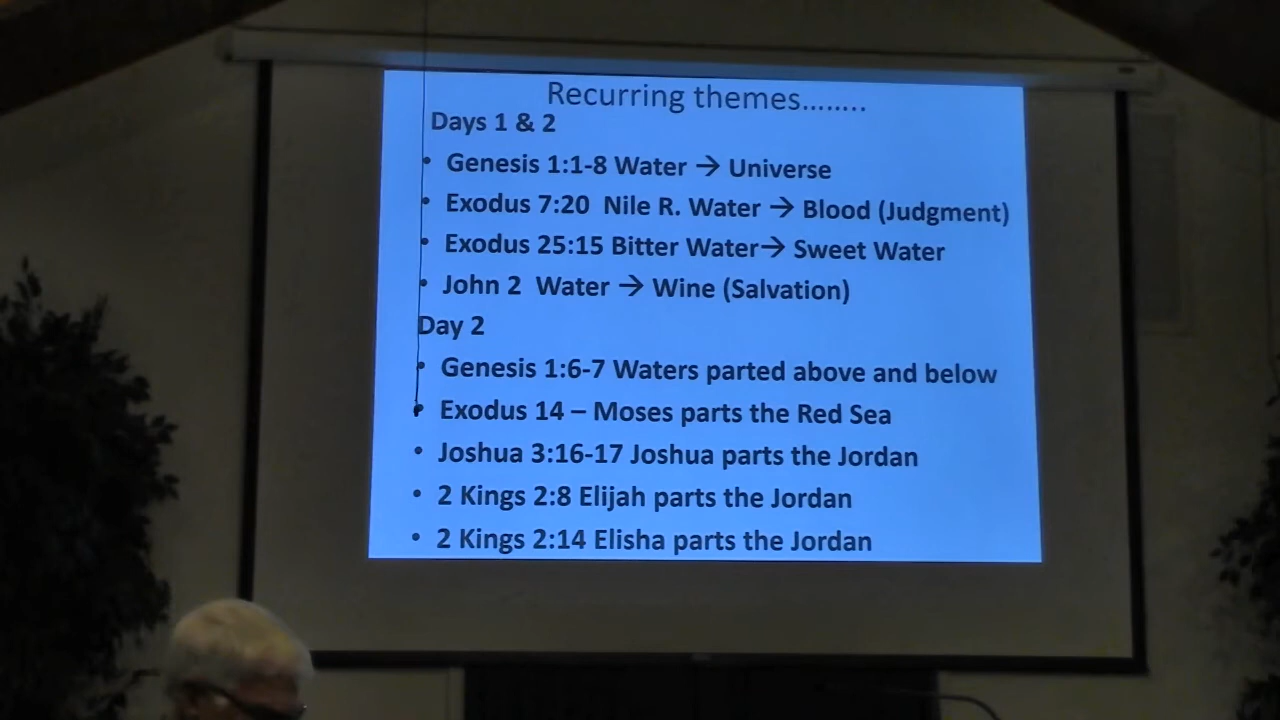 Recurring themes........
Days 1 & 2
• Genesis 1:1-8 Water → Universe
• Exodus 7:20 Nile R. Water → Blood (Judgment)
• Exodus 25:15 Bitter Water→ Sweet Water
• John 2 Water → Wine (Salvation)
Day 2
• Genesis 1:6-7 Waters parted above and below
• Exodus 14 – Moses parts the Red Sea
• Joshua 3:16-17 Joshua parts the Jordan
• 2 Kings 2:8 Elijah parts the Jordan
• 2 Kings 2:14 Elisha parts the Jordan